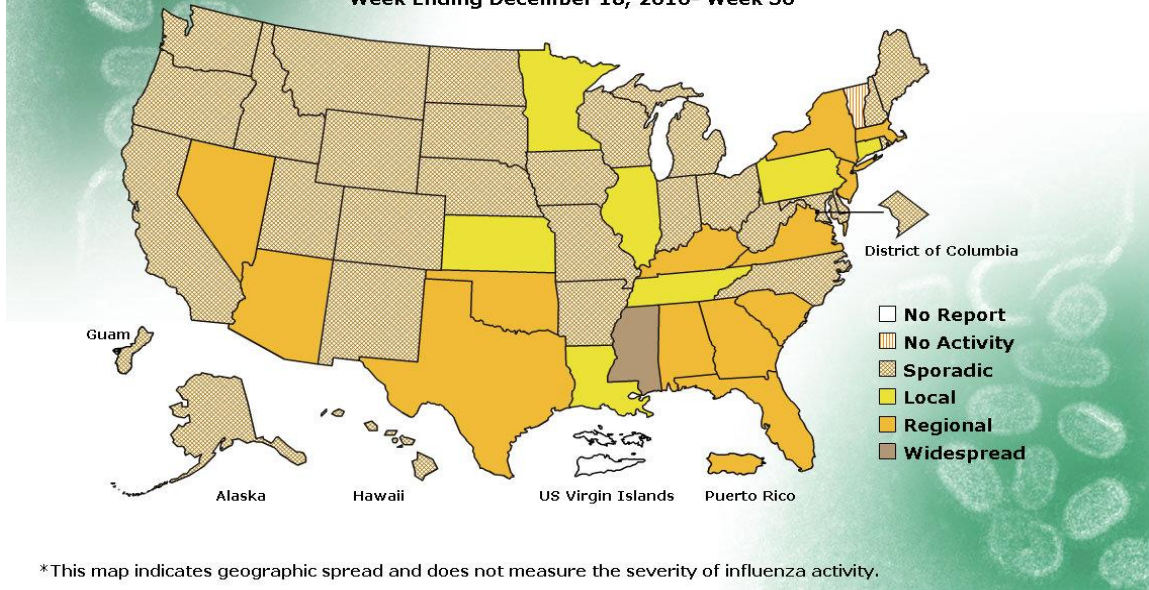 Week Ending December 18, 2010- Week 50
District of Columbia
Guam
No Report
No Activity
Sporadic
Local
Regional
Widespread
Alaska
Hawaii
US Virgin Islands
Puerto Rico
*This map indicates geographic spread and does not measure the severity of influenza activity.